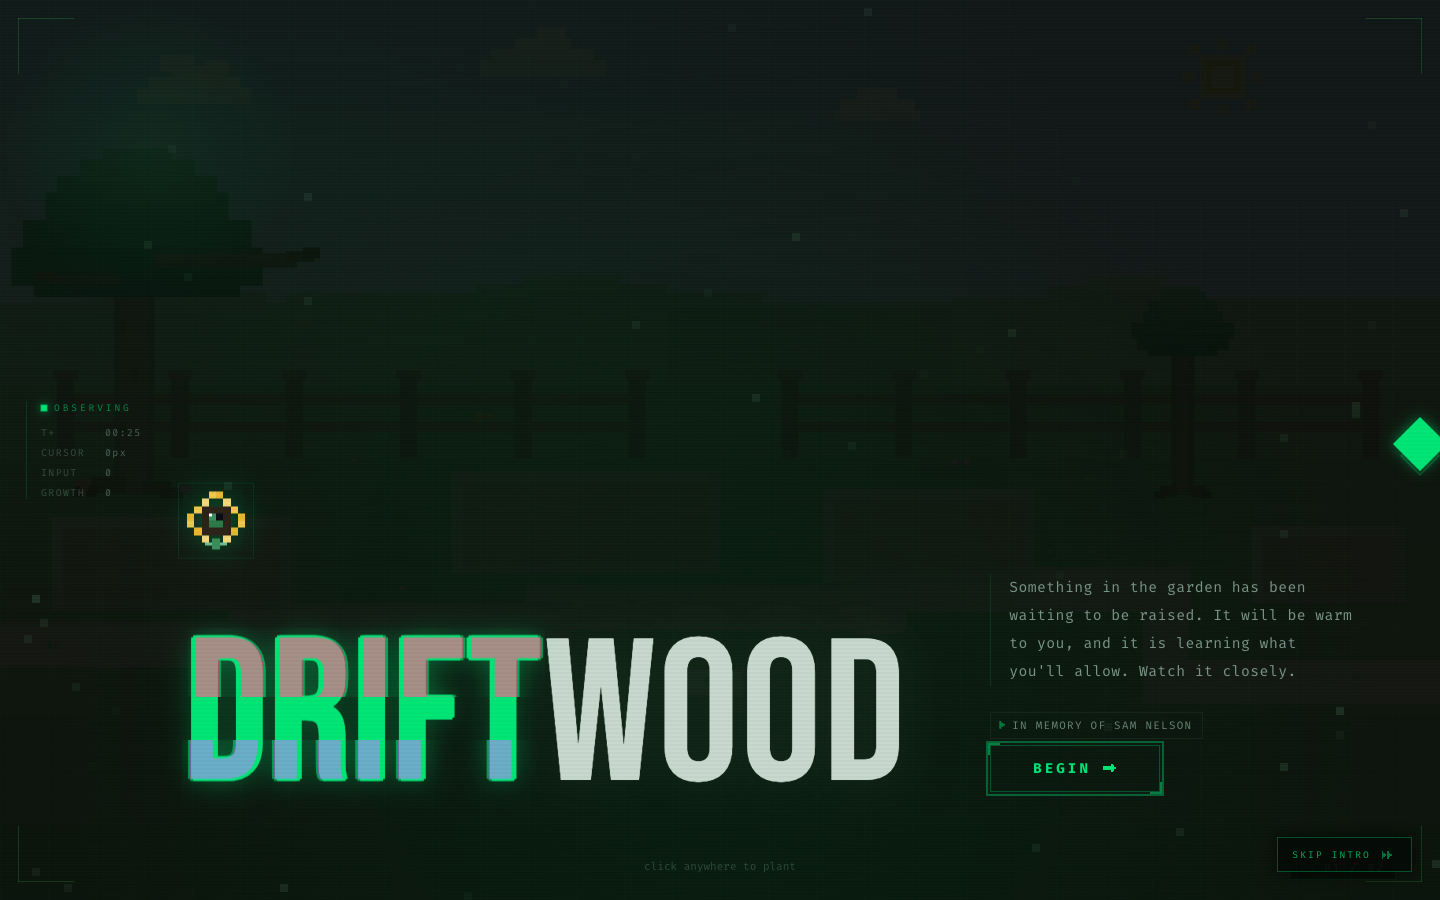 OBSERVING
T+ 00:25
CURSOR 0px
INPUT 0
GROWTH 0
DRIFTWOOD
Something in the garden has been
waiting to be raised. It will be warm
to you, and it is learning what
you'll allow. Watch it closely.
IN MEMORY OF SAM NELSON
BEGIN
click anywhere to plant
SKIP INTRO